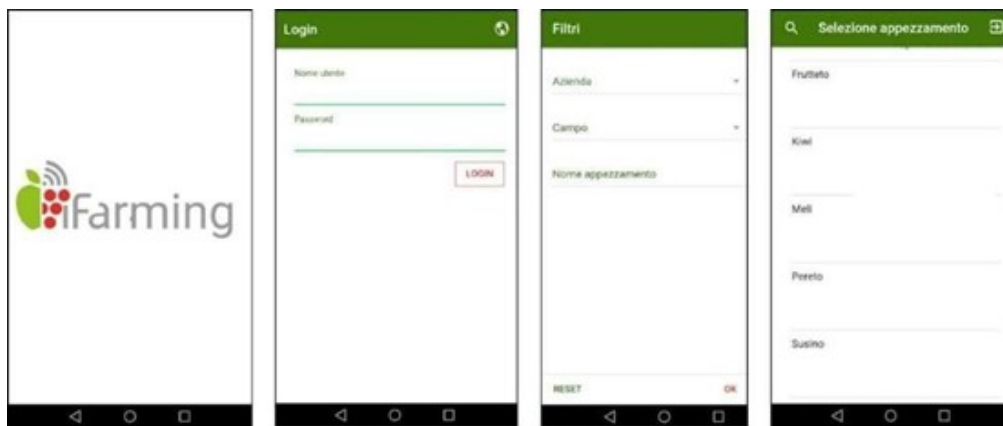 iFarming
Login
Nome utente
Password
LOGIN
Filtri
Azienda
Campo
Nome appezzamento
RESET
OK
Selezione appezzamento
Frutteto
Kiwi
Meli
Pereto
Susino